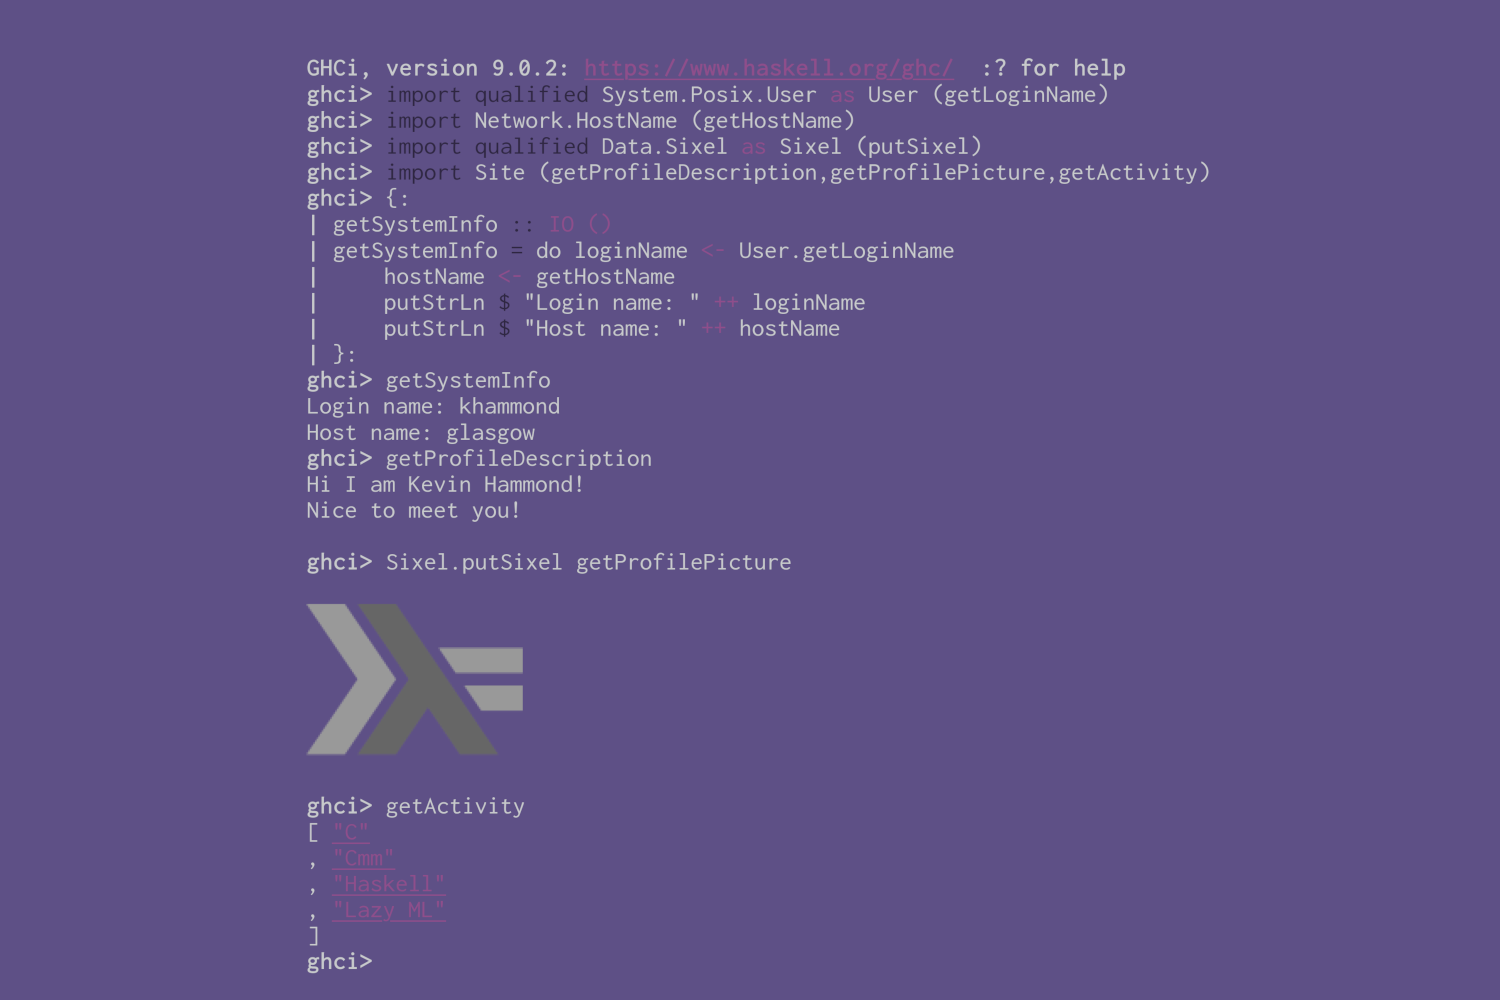 GHCi, version 9.0.2: https://www.haskell.org/ghc/  :? for help
ghci> import qualified System.Posix.User as User (getLoginName)
ghci> import Network.HostName (getHostName)
ghci> import qualified Data.Sixel as Sixel (putSixel)
ghci> import Site (getProfileDescription,getProfilePicture,getActivity)
ghci> {:
| getSystemInfo :: IO ()
| getSystemInfo = do loginName <- User.getLoginName
|     hostName <- getHostName
|     putStrLn $ "Login name: " ++ loginName
|     putStrLn $ "Host name: " ++ hostName
| }:
ghci> getSystemInfo
Login name: khammond
Host name: glasgow
ghci> getProfileDescription
Hi I am Kevin Hammond!
Nice to meet you!
ghci> Sixel.putSixel getProfilePicture
ghci> getActivity
[ "C"
, "Cmm"
, "Haskell"
, "Lazy ML"
]
ghci>